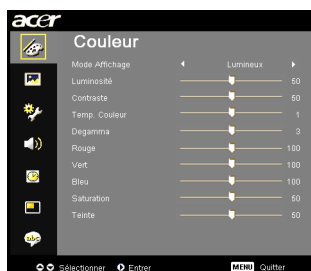 acer
Couleur
Mode Affichage Lumineux
Luminosité 50
Contraste 50
Temp. Couleur 1
Degamma 3
Rouge 100
Vert 100
Bleu 100
Saturation 50
Teinte 50
abc
Sélectionner Entrer MENU Quitter